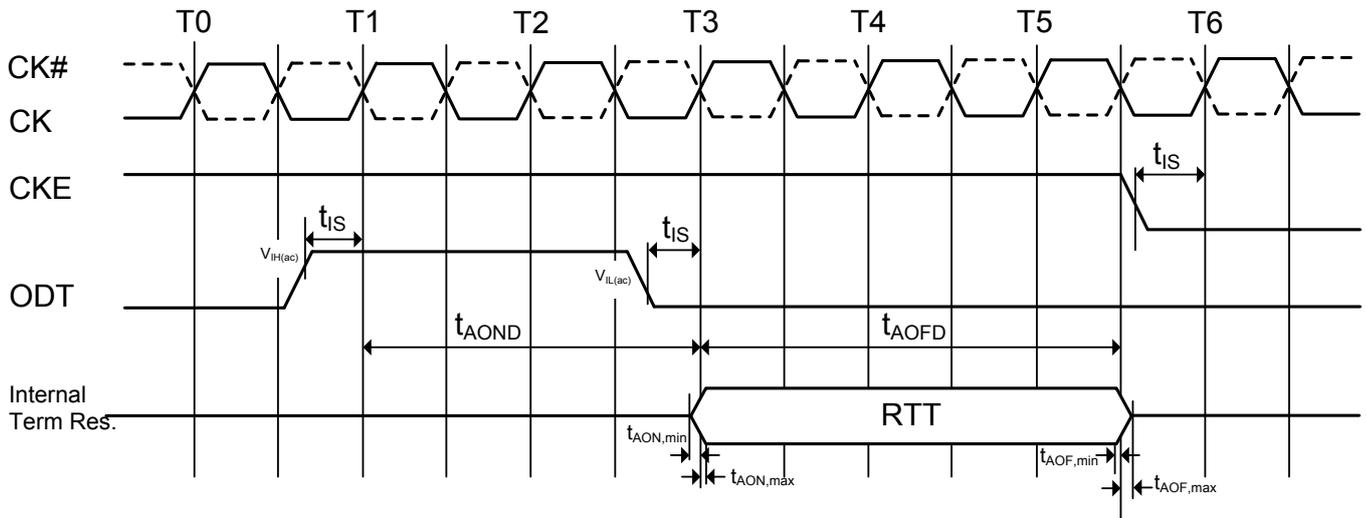 T0 T1 T2 T3 T4 T5 T6
CK#
CK
CKE
tIS
tIS
tIS
VIH(ac)
VIL(ac)
ODT
tAOND
tAOFD
Internal
Term Res.
RTT
tAON,min
tAOF,min
tAON,max
tAOF,max